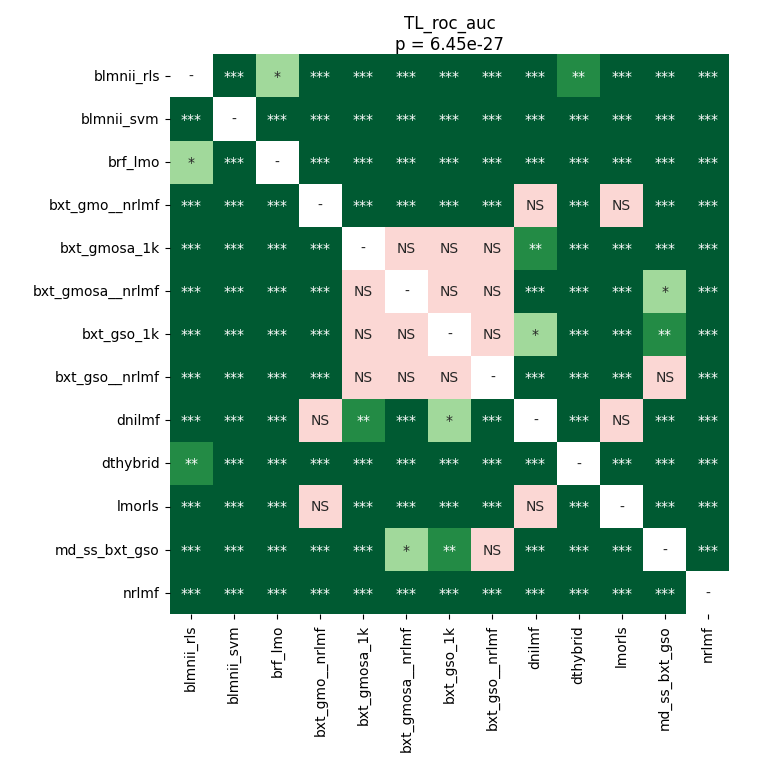 TL_roc_auc
p = 6.45e-27
blmnii_rls - *** * *** *** *** *** *** *** ** *** *** ***
blmnii_svm *** - *** *** *** *** *** *** *** *** *** *** ***
brf_lmo * *** - *** *** *** *** *** *** *** *** *** ***
bxt_gmo__nrlmf *** *** *** - *** *** *** *** NS *** NS *** ***
bxt_gmosa_1k *** *** *** *** - NS NS NS ** *** *** *** ***
bxt_gmosa__nrlmf *** *** *** *** NS - NS NS *** *** *** * ***
bxt_gso_1k *** *** *** *** NS NS - NS * *** *** ** ***
bxt_gso__nrlmf *** *** *** *** NS NS NS - *** *** *** NS ***
dnilmf *** *** *** NS ** *** * *** - *** NS *** ***
dthybrid ** *** *** *** *** *** *** *** *** - *** *** ***
lmorls *** *** *** NS *** *** *** *** NS *** - *** ***
md_ss_bxt_gso *** *** *** *** *** * ** NS *** *** *** - ***
nrlmf *** *** *** *** *** *** *** *** *** *** *** *** -
blmnii_rls
blmnii_svm
brf_lmo
bxt_gmo__nrlmf
bxt_gmosa_1k
bxt_gmosa__nrlmf
bxt_gso_1k
bxt_gso__nrlmf
dnilmf
dthybrid
lmorls
md_ss_bxt_gso
nrlmf